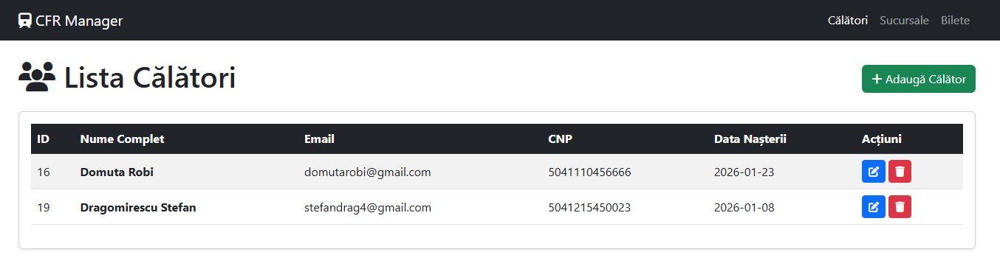 CFR Manager Călători Sucursale Bilete
Lista Călători
Adaugă Călător
ID Nume Complet Email CNP Data Nașterii Acțiuni
16 Domuta Robi domutarobi@gmail.com 5041110456666 2026-01-23
19 Dragomirescu Stefan stefandrag4@gmail.com 5041215450023 2026-01-08